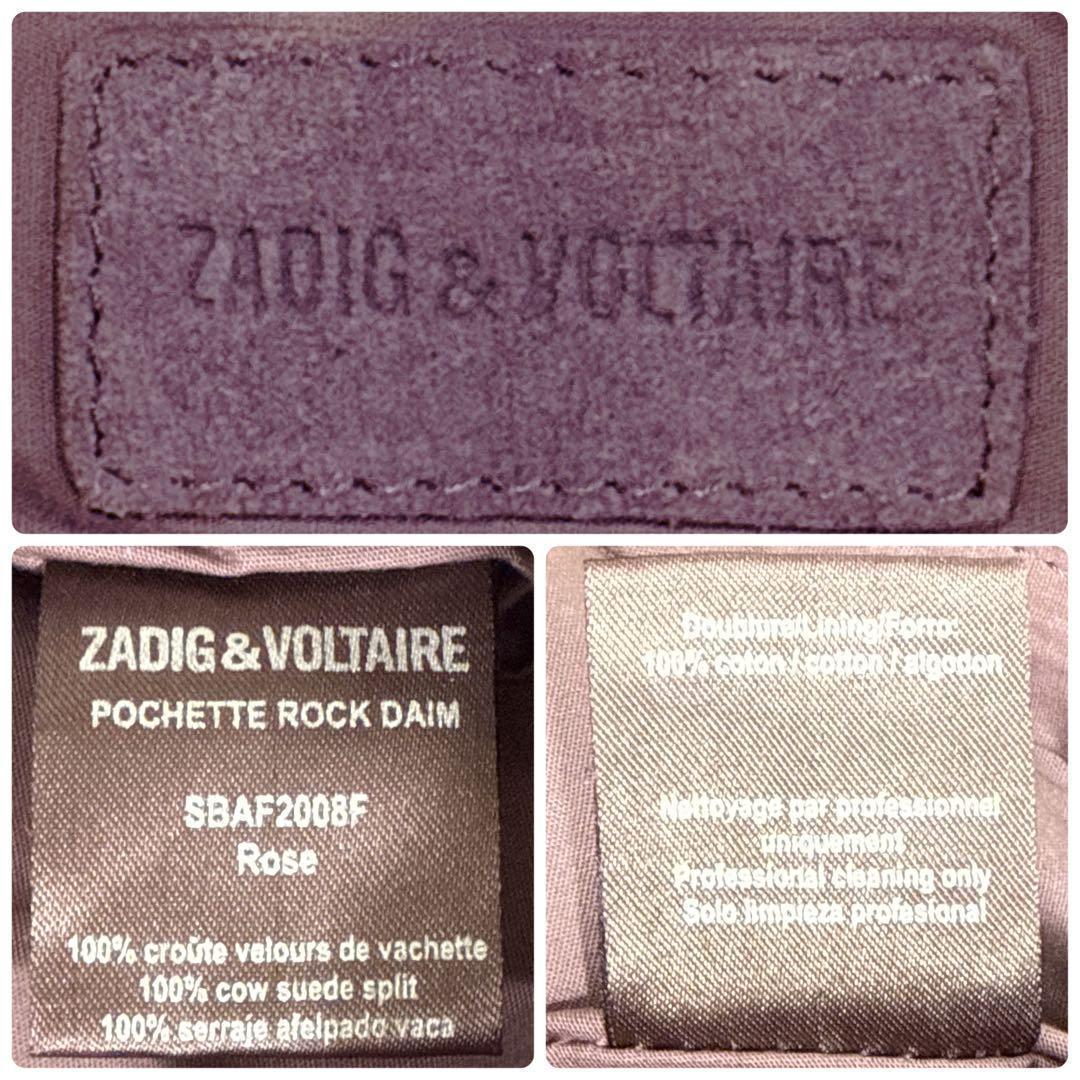 ZADIG & VOLTAIRE
ZADIG&VOLTAIRE
POCHETTE ROCK DAIM
SBAF2008F
Rose
100% croûte velours de vachette
100% cow suede split
100% serraje afelpado vaca
Doublure/Lining/Forro:
100% coton / cotton / algodon
Nettoyage par professionnel
uniquement
Professional cleaning only
Solo limpieza profesional